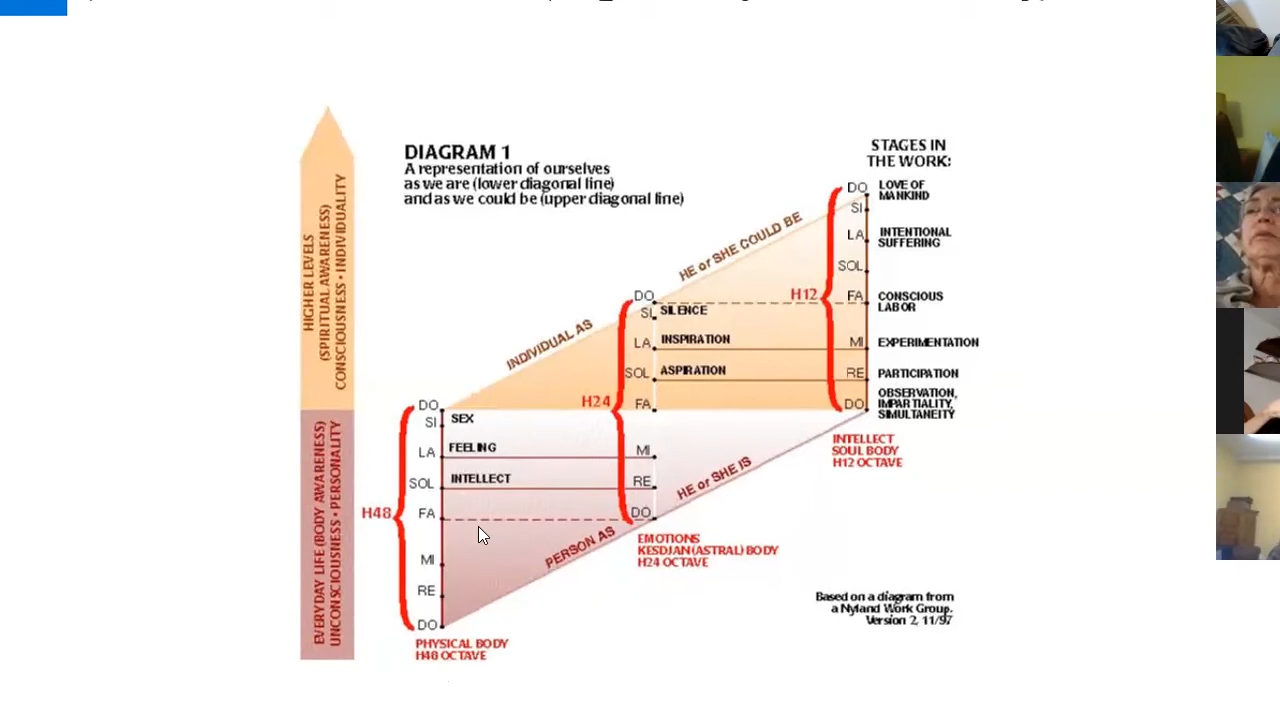 DIAGRAM 1
A representation of ourselves
as we are (lower diagonal line)
and as we could be (upper diagonal line)
STAGES IN
THE WORK:
HIGHER LEVELS
(SPIRITUAL AWARENESS)
CONSCIOUSNESS • INDIVIDUALITY
EVERYDAY LIFE (BODY AWARENESS)
UNCONSCIOUSNESS • PERSONALITY
INDIVIDUAL AS
HE or SHE COULD BE
PERSON AS
HE or SHE IS
H48
DO
SI
SEX
LA
FEELING
SOL
INTELLECT
FA
MI
RE
DO
PHYSICAL BODY
H48 OCTAVE
H24
DO
SI
SILENCE
LA
INSPIRATION
SOL
ASPIRATION
FA
MI
RE
DO
EMOTIONS
KESDJAN (ASTRAL) BODY
H24 OCTAVE
H12
DO
LOVE OF
MANKIND
SI
LA
INTENTIONAL
SUFFERING
SOL
FA
CONSCIOUS
LABOR
MI
EXPERIMENTATION
RE
PARTICIPATION
DO
OBSERVATION,
IMPARTIALITY,
SIMULTANEITY
INTELLECT
SOUL BODY
H12 OCTAVE
Based on a diagram from
a Nyland Work Group.
Version 2, 11/97